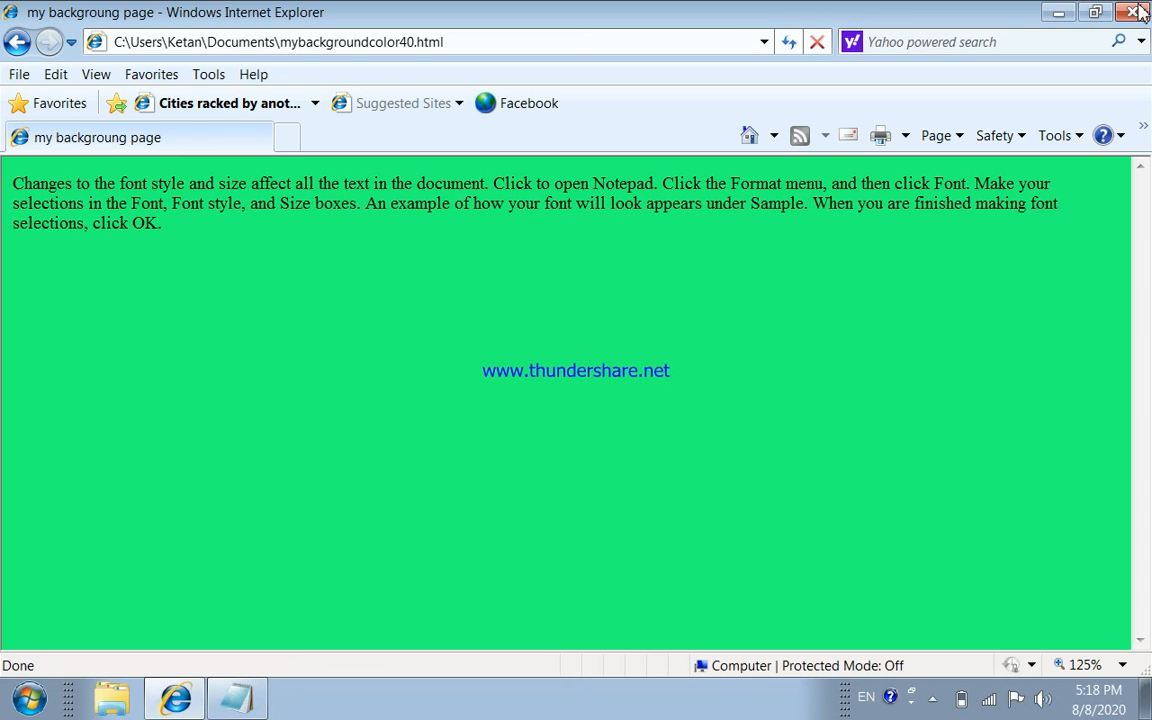 my backgroung page - Windows Internet Explorer
C:\Users\Ketan\Documents\mybackgroundcolor40.html
Yahoo powered search
File Edit View Favorites Tools Help
Favorites Cities racked by anot... Suggested Sites Facebook
my backgroung page
Page Safety Tools
Changes to the font style and size affect all the text in the document. Click to open Notepad. Click the Format menu, and then click Font. Make your
selections in the Font, Font style, and Size boxes. An example of how your font will look appears under Sample. When you are finished making font
selections, click OK.
www.thundershare.net
Done
Computer | Protected Mode: Off
125%
EN
5:18 PM
8/8/2020